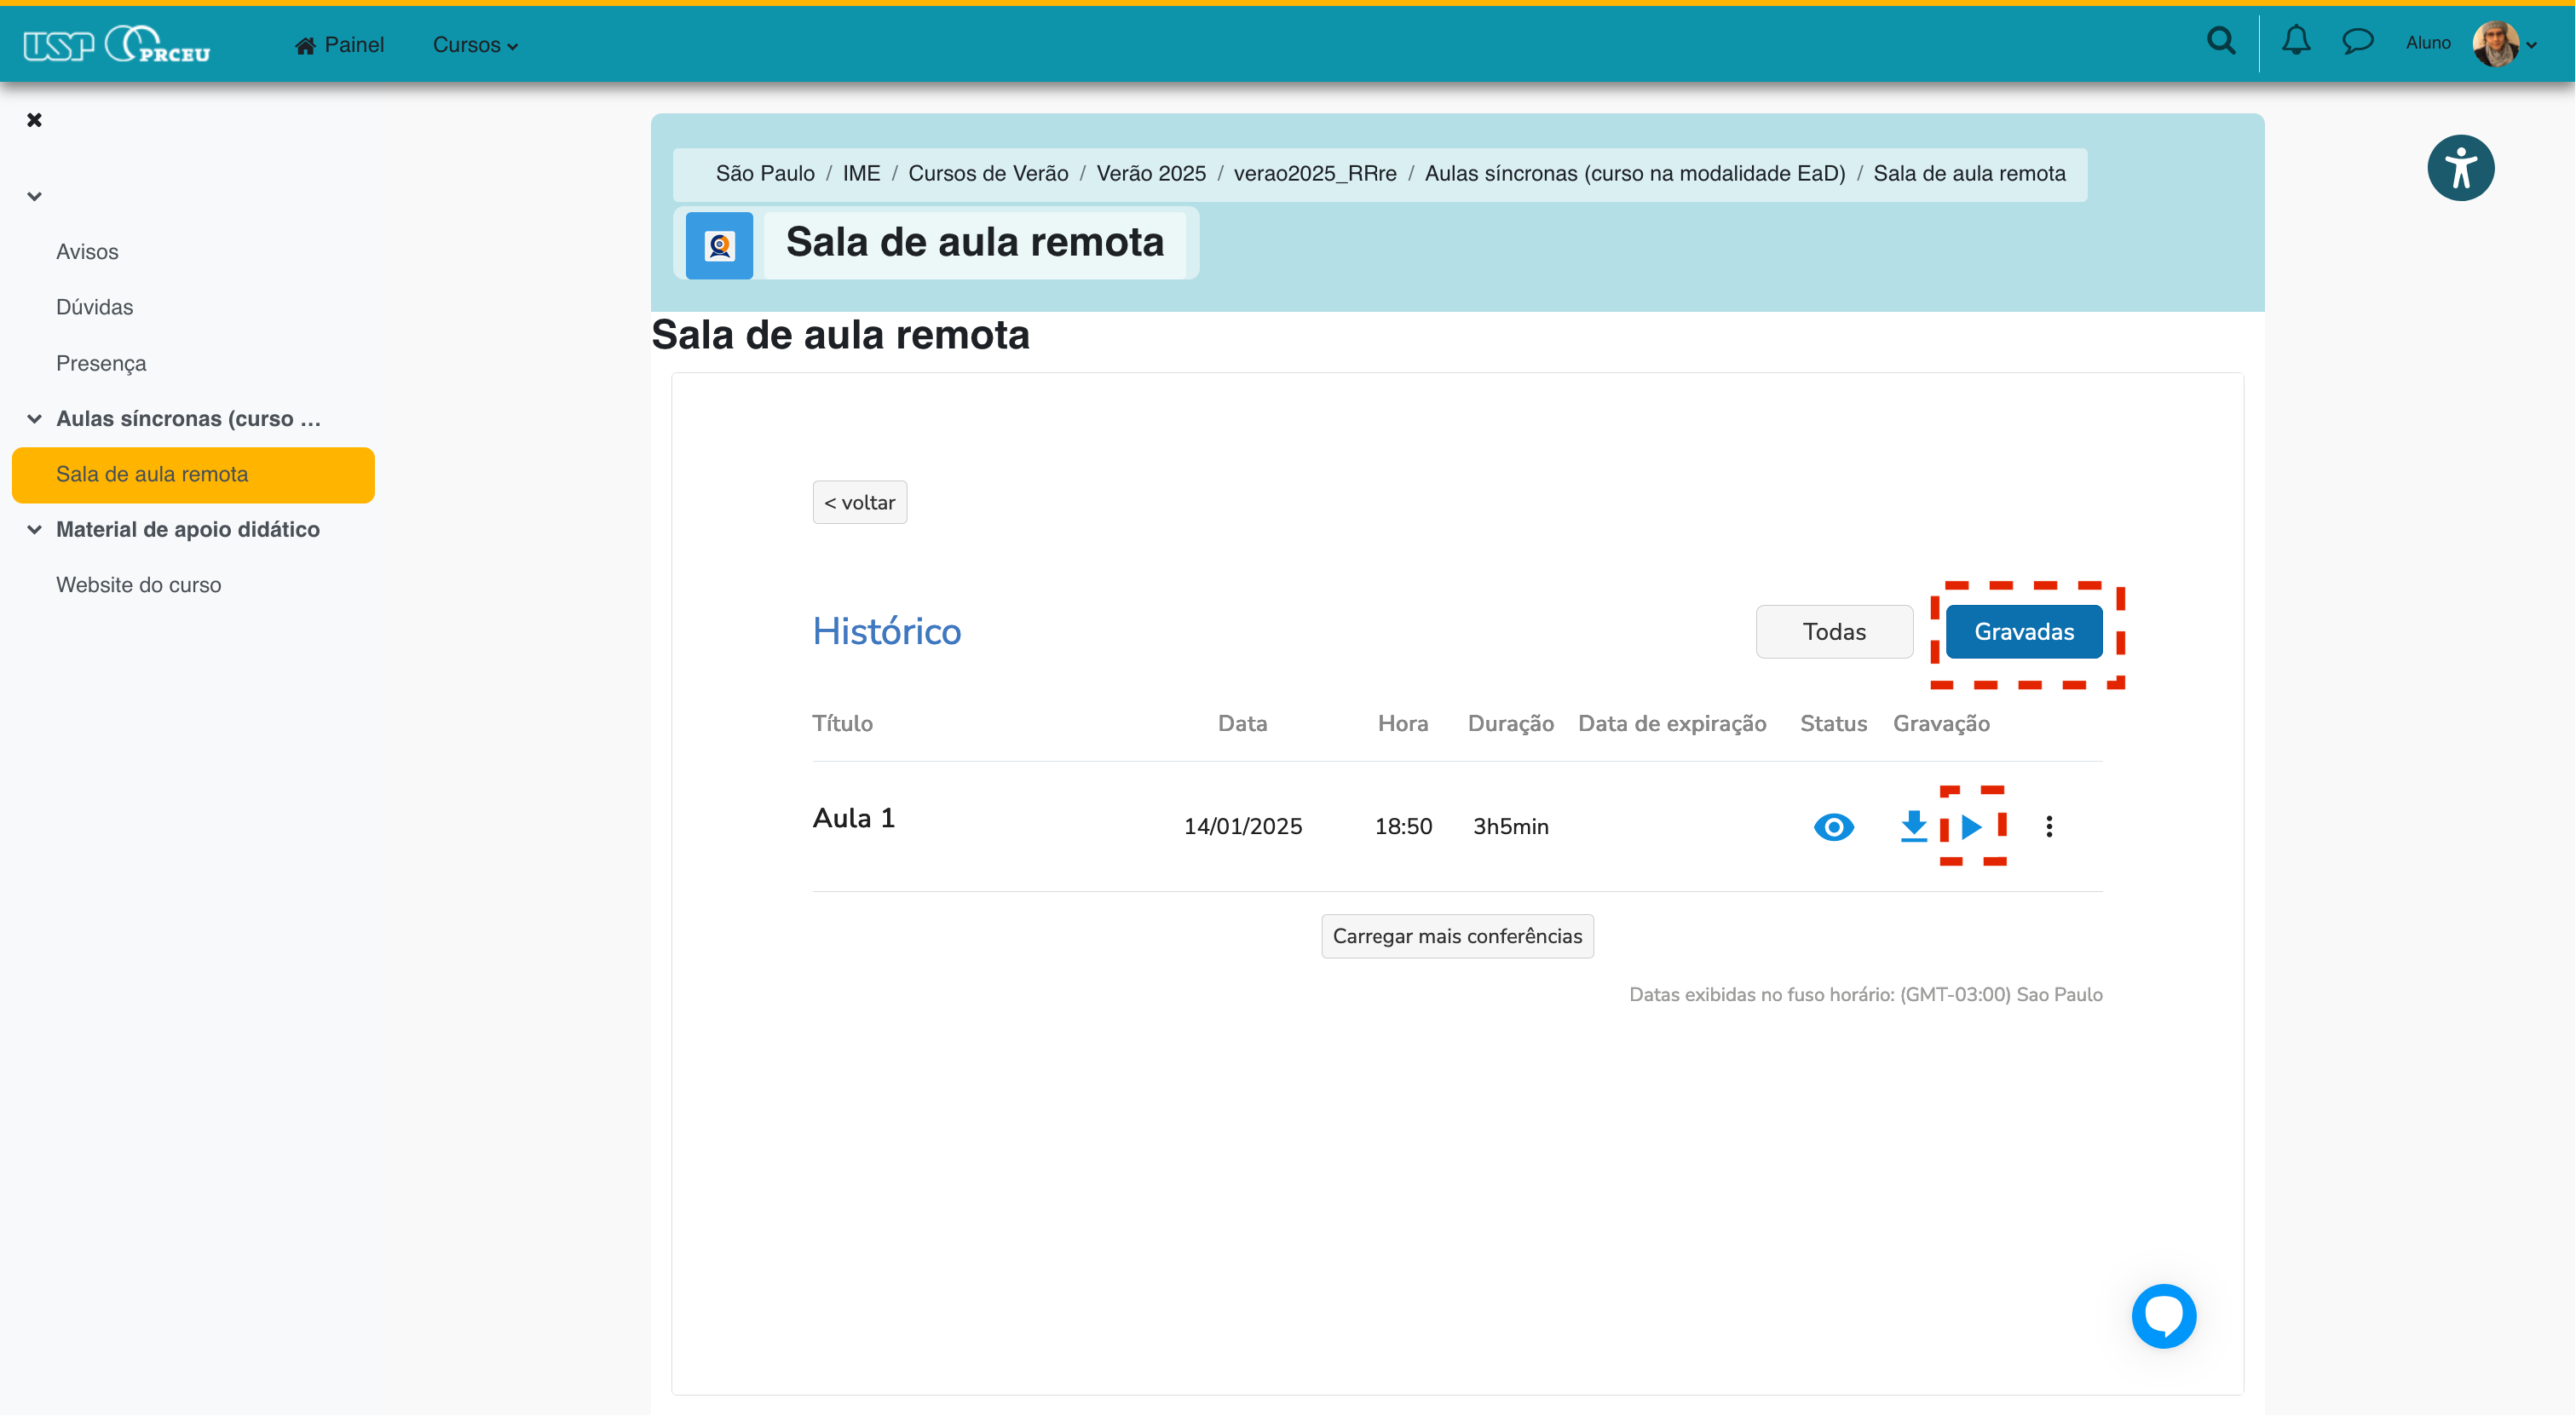 USP PRCEU
Painel
Cursos
Aluno
Avisos
Dúvidas
Presença
Aulas síncronas (curso ...
Sala de aula remota
Material de apoio didático
Website do curso
São Paulo / IME / Cursos de Verão / Verão 2025 / verao2025_RRre / Aulas síncronas (curso na modalidade EaD) / Sala de aula remota
Sala de aula remota
Sala de aula remota
< voltar
Histórico
Todas
Gravadas
Título Data Hora Duração Data de expiração Status Gravação
Aula 1 14/01/2025 18:50 3h5min
Carregar mais conferências
Datas exibidas no fuso horário: (GMT-03:00) Sao Paulo